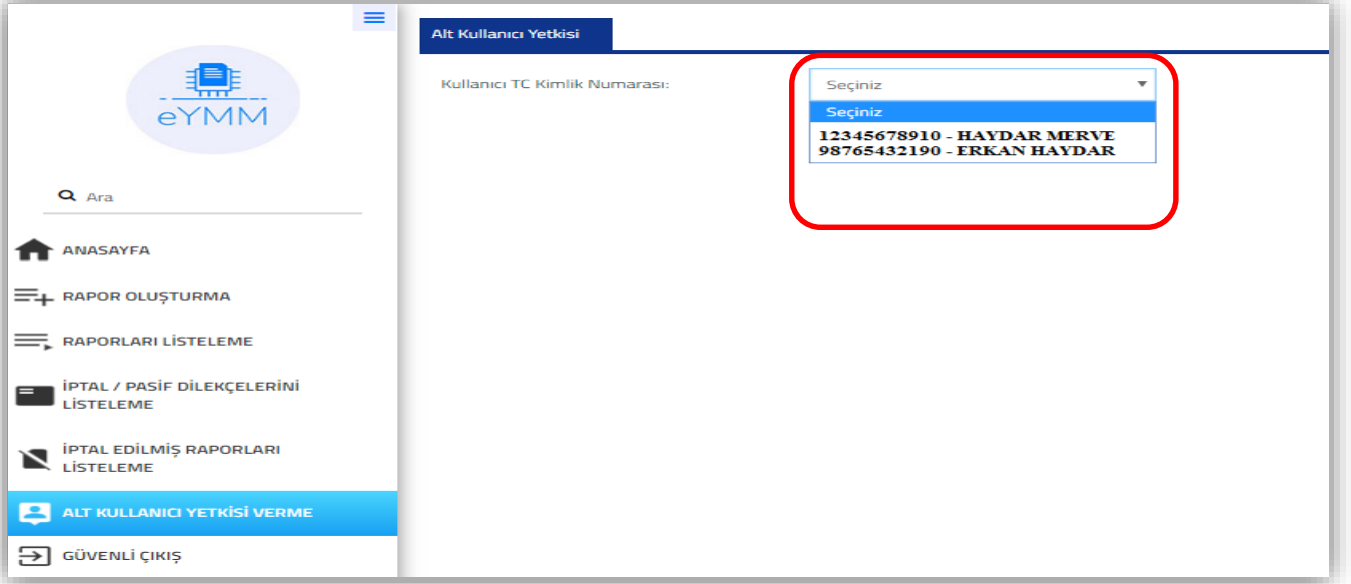 eYMM
Ara
ANASAYFA
RAPOR OLUŞTURMA
RAPORLARI LİSTELEME
İPTAL / PASİF DİLEKÇELERİNİ
LİSTELEME
İPTAL EDİLMİŞ RAPORLARI
LİSTELEME
ALT KULLANICI YETKİSİ VERME
GÜVENLİ ÇIKIŞ
Alt Kullanıcı Yetkisi
Kullanıcı TC Kimlik Numarası:
Seçiniz
Seçiniz
12345678910 - HAYDAR MERVE
98765432190 - ERKAN HAYDAR